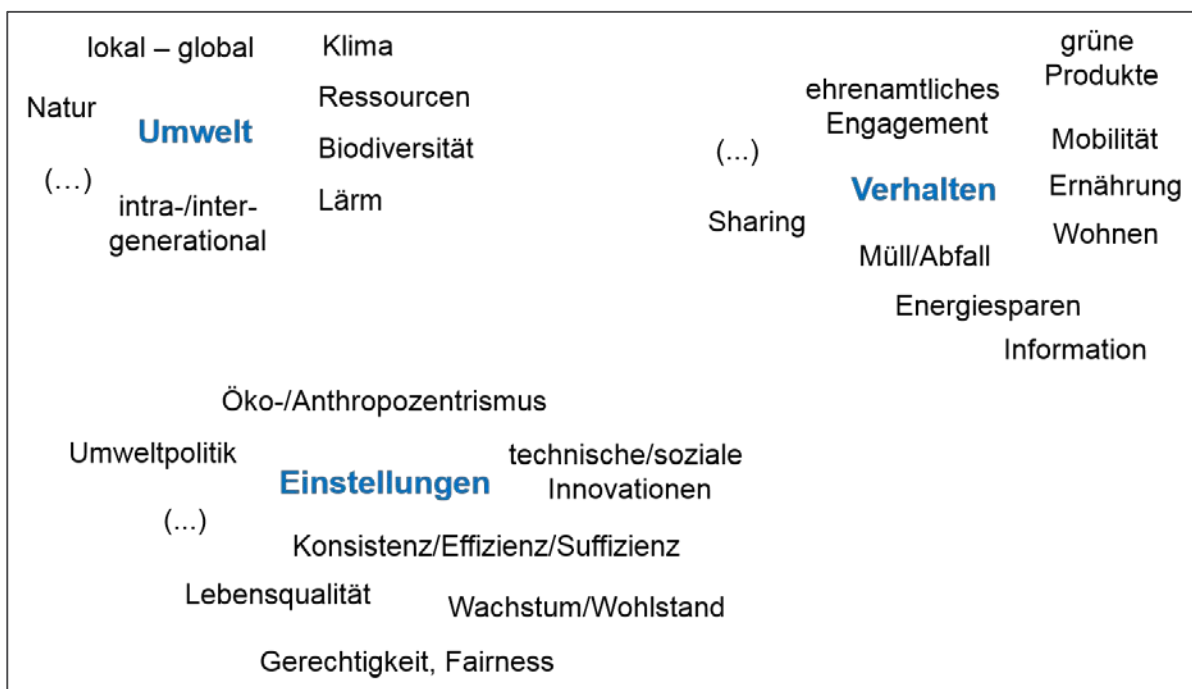 lokal – global
Klima
Natur
Ressourcen
Umwelt
Biodiversität
(…)
Lärm
intra-/inter-
generational
grüne
Produkte
ehrenamtliches
Engagement
(...)
Mobilität
Verhalten
Ernährung
Sharing
Wohnen
Müll/Abfall
Energiesparen
Information
Öko-/Anthropozentrismus
Umweltpolitik
technische/soziale
Innovationen
Einstellungen
(...)
Konsistenz/Effizienz/Suffizienz
Lebensqualität
Wachstum/Wohlstand
Gerechtigkeit, Fairness